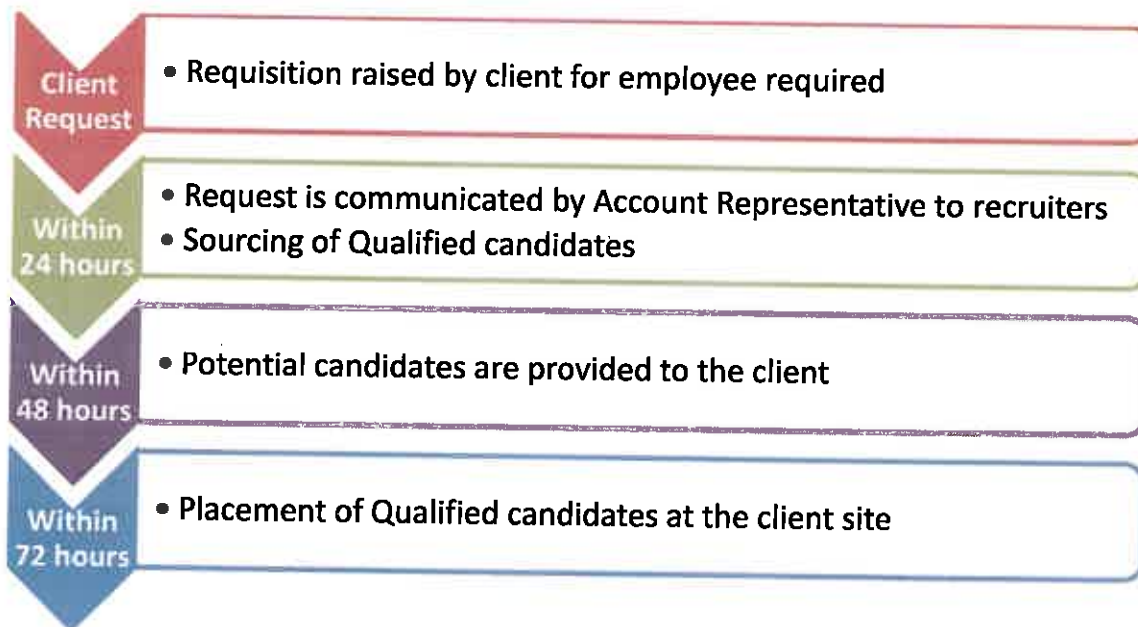 Client
Request
• Requisition raised by client for employee required
Within
24 hours
• Request is communicated by Account Representative to recruiters
• Sourcing of Qualified candidates
Within
48 hours
• Potential candidates are provided to the client
Within
72 hours
• Placement of Qualified candidates at the client site